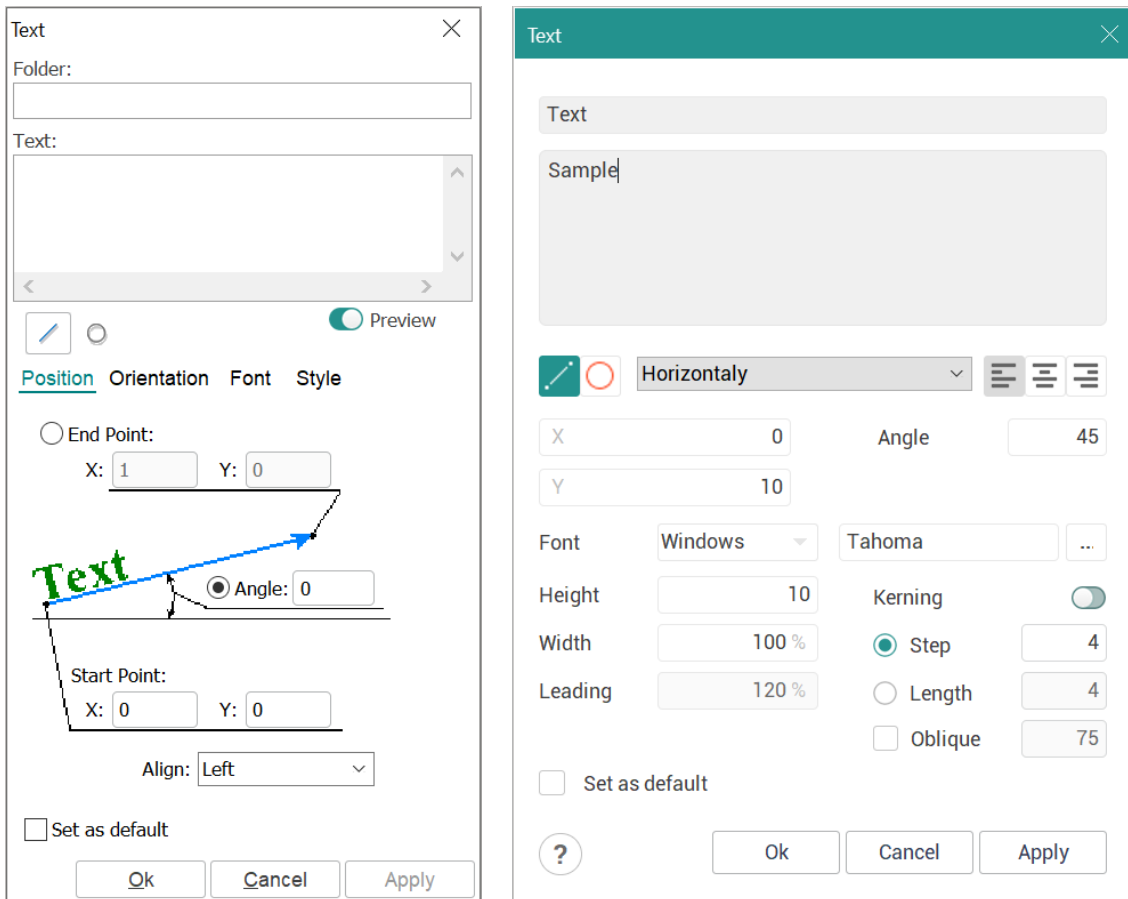 Text
Folder:
Text:
Preview
Position Orientation Font Style
End Point:
X: 1 Y: 0
Text
Angle: 0
Start Point:
X: 0 Y: 0
Align: Left
Set as default
Ok Cancel Apply
Text
Text
Sample
Horizontaly
X 0 Angle 45
Y 10
Font Windows Tahoma ...
Height 10 Kerning
Width 100 % Step 4
Leading 120 % Length 4
Oblique 75
Set as default
? Ok Cancel Apply